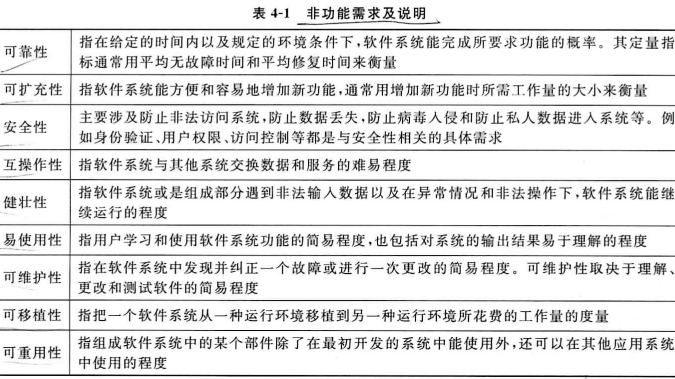 表 4-1 非功能需求及说明
可靠性
指在给定的时间内以及规定的环境条件下,软件系统能完成所要求功能的概率。其定量指
标通常用平均无故障时间和平均修复时间来衡量
可扩充性
指软件系统能方便和容易地增加新功能,通常用增加新功能时所需工作量的大小来衡量
安全性
主要涉及防止非法访问系统,防止数据丢失,防止病毒入侵和防止私人数据进入系统等。例
如身份验证、用户权限、访问控制等都是与安全性相关的具体需求
互操作性
指软件系统与其他系统交换数据和服务的难易程度
健壮性
指软件系统或是组成部分遇到非法输入数据以及在异常情况和非法操作下,软件系统能继
续运行的程度
易使用性
指用户学习和使用软件系统功能的简易程度,也包括对系统的输出结果易于理解的程度
可维护性
指在软件系统中发现并纠正一个故障或进行一次更改的简易程度。可维护性取决于理解、
更改和测试软件的简易程度
可移植性
指把一个软件系统从一种运行环境移植到另一种运行环境所花费的工作量的度量
可重用性
指组成软件系统中的某个部件除了在最初开发的系统中能使用外,还可以在其他应用系统
中使用的程度